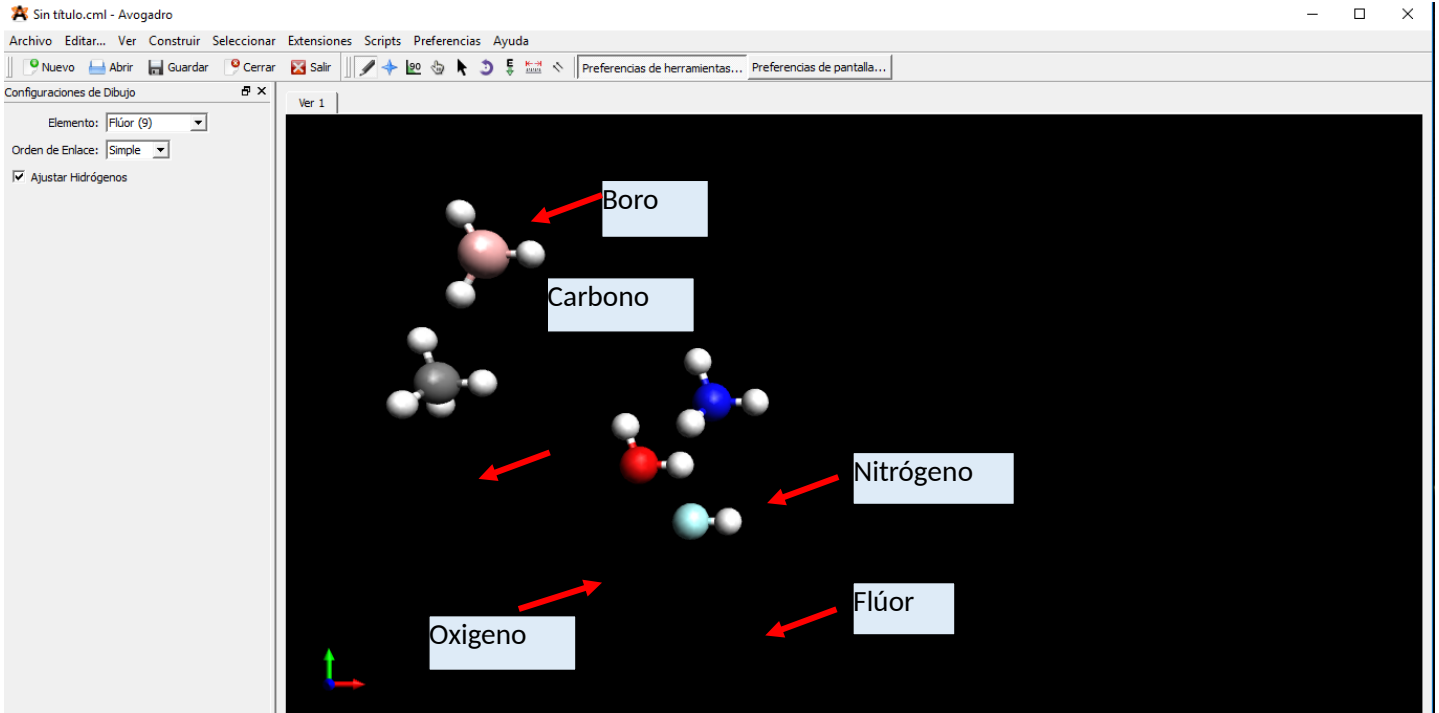 Sin título.cml - Avogadro
Archivo Editar... Ver Construir Seleccionar Extensiones Scripts Preferencias Ayuda
Nuevo Abrir Guardar Cerrar Salir Preferencias de herramientas... Preferencias de pantalla...
Configuraciones de Dibujo
Ver 1
Elemento: Flúor (9)
Orden de Enlace: Simple
Ajustar Hidrógenos
Boro
Carbono
Nitrógeno
Flúor
Oxigeno